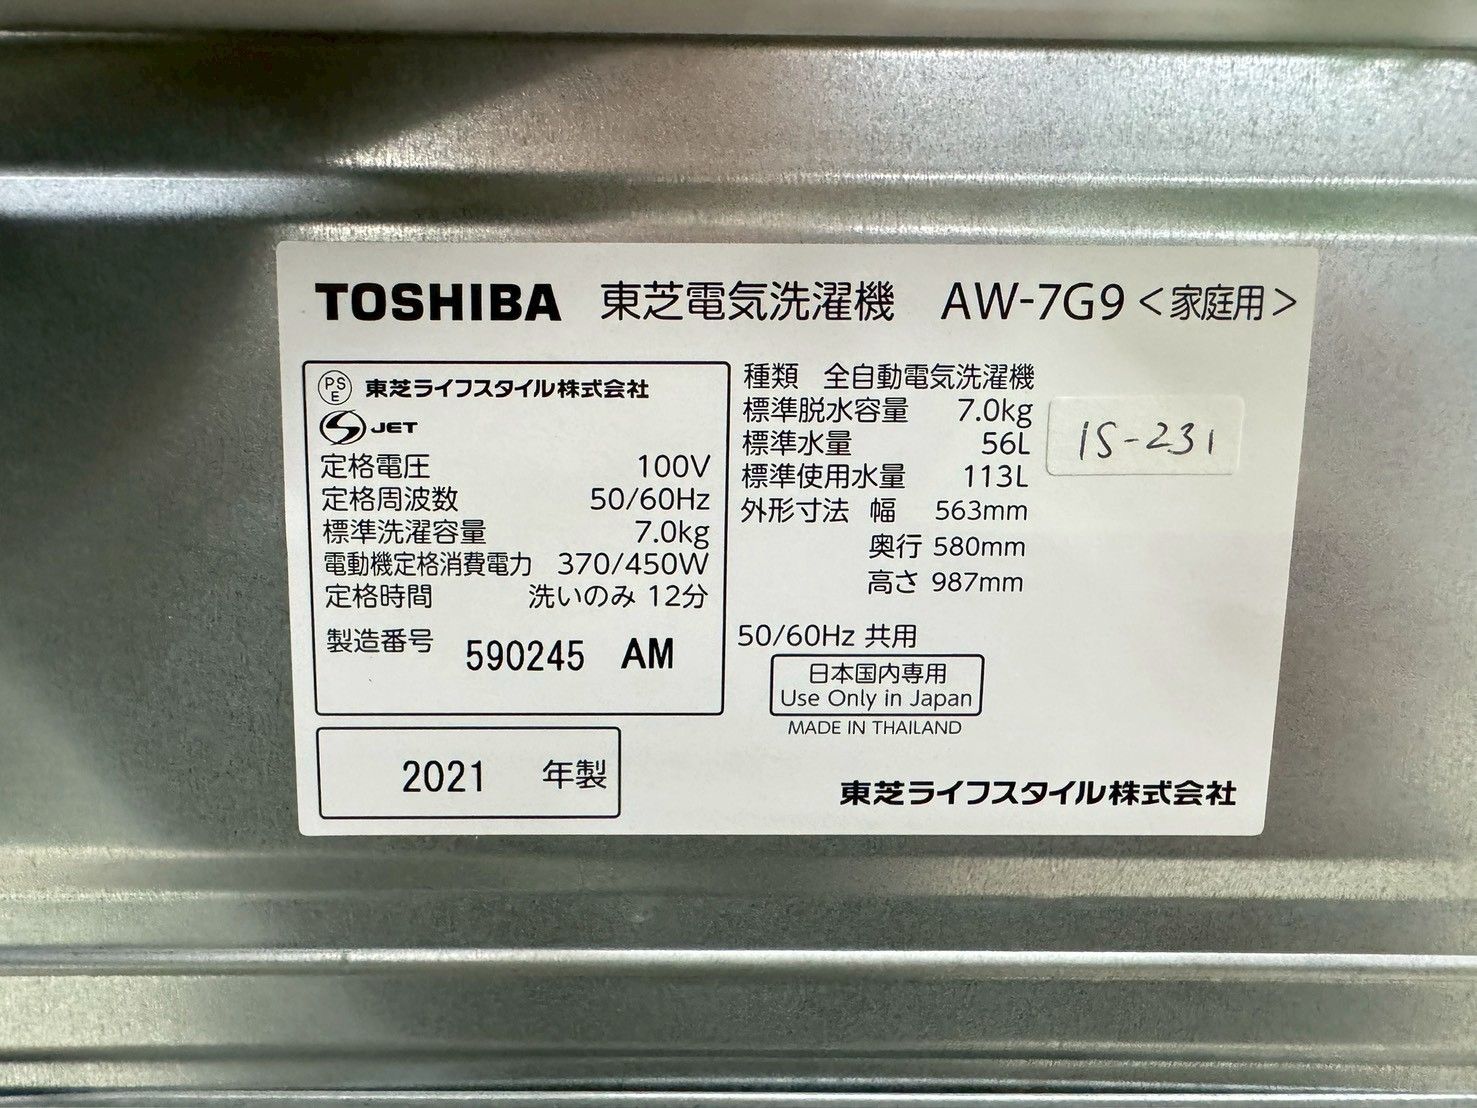 TOSHIBA 東芝電気洗濯機 AW-7G9<家庭用>
PSE 東芝ライフスタイル株式会社
S JET
定格電圧 100V
定格周波数 50/60Hz
標準洗濯容量 7.0kg
電動機定格消費電力 370/450W
定格時間 洗いのみ 12分
製造番号 590245 AM
2021 年製
種類 全自動電気洗濯機
標準脱水容量 7.0kg
標準水量 56L
標準使用水量 113L
外形寸法 幅 563mm
奥行 580mm
高さ 987mm
IS-231
50/60Hz 共用
日本国内専用
Use Only in Japan
MADE IN THAILAND
東芝ライフスタイル株式会社